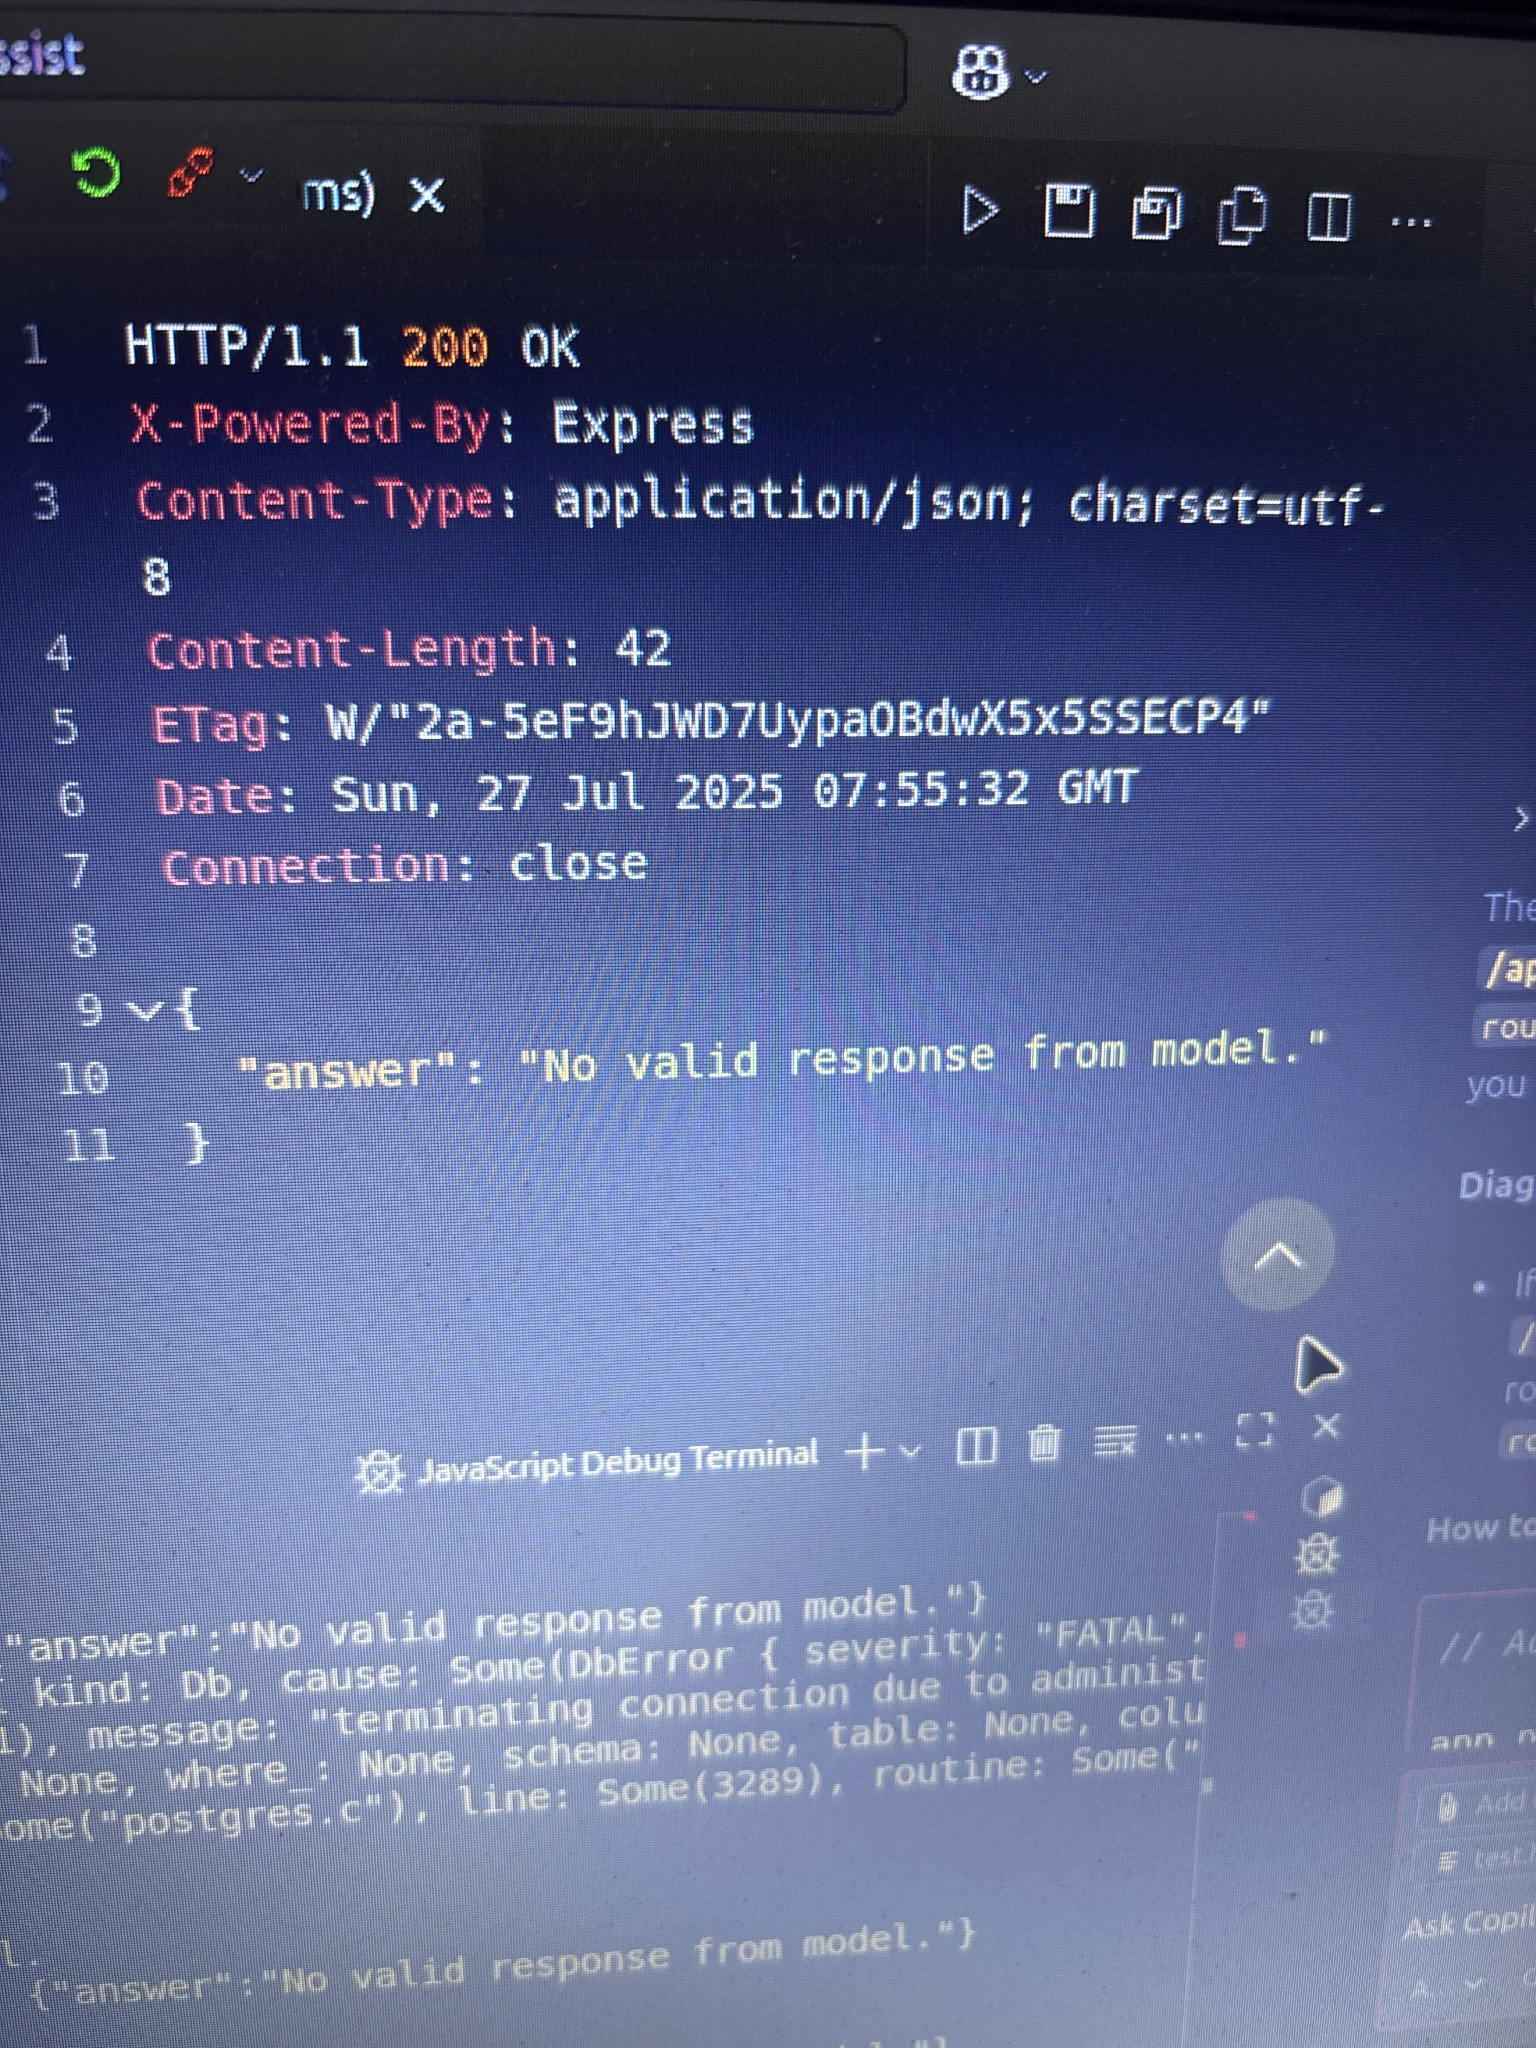 ms)
1 HTTP/1.1 200 OK
2 X-Powered-By: Express
3 Content-Type: application/json; charset=utf-
8
4 Content-Length: 42
5 ETag: W/"2a-5eF9hJWD7UypaOBdwX5x5SSECP4"
6 Date: Sun, 27 Jul 2025 07:55:32 GMT
7 Connection: close
8
9 {
10 "answer": "No valid response from model."
11 }
The
/ap
rou
you
Diag
If
/
ro
ro
How to
JavaScript Debug Terminal
"answer":"No valid response from model."}
kind: Db, cause: Some(DbError { severity: "FATAL",
), message: "terminating connection due to administ
None, where_: None, schema: None, table: None, colu
ome("postgres.c"), line: Some(3289), routine: Some("
l.
{"answer":"No valid response from model."}
//
Add
test.
Ask Copil